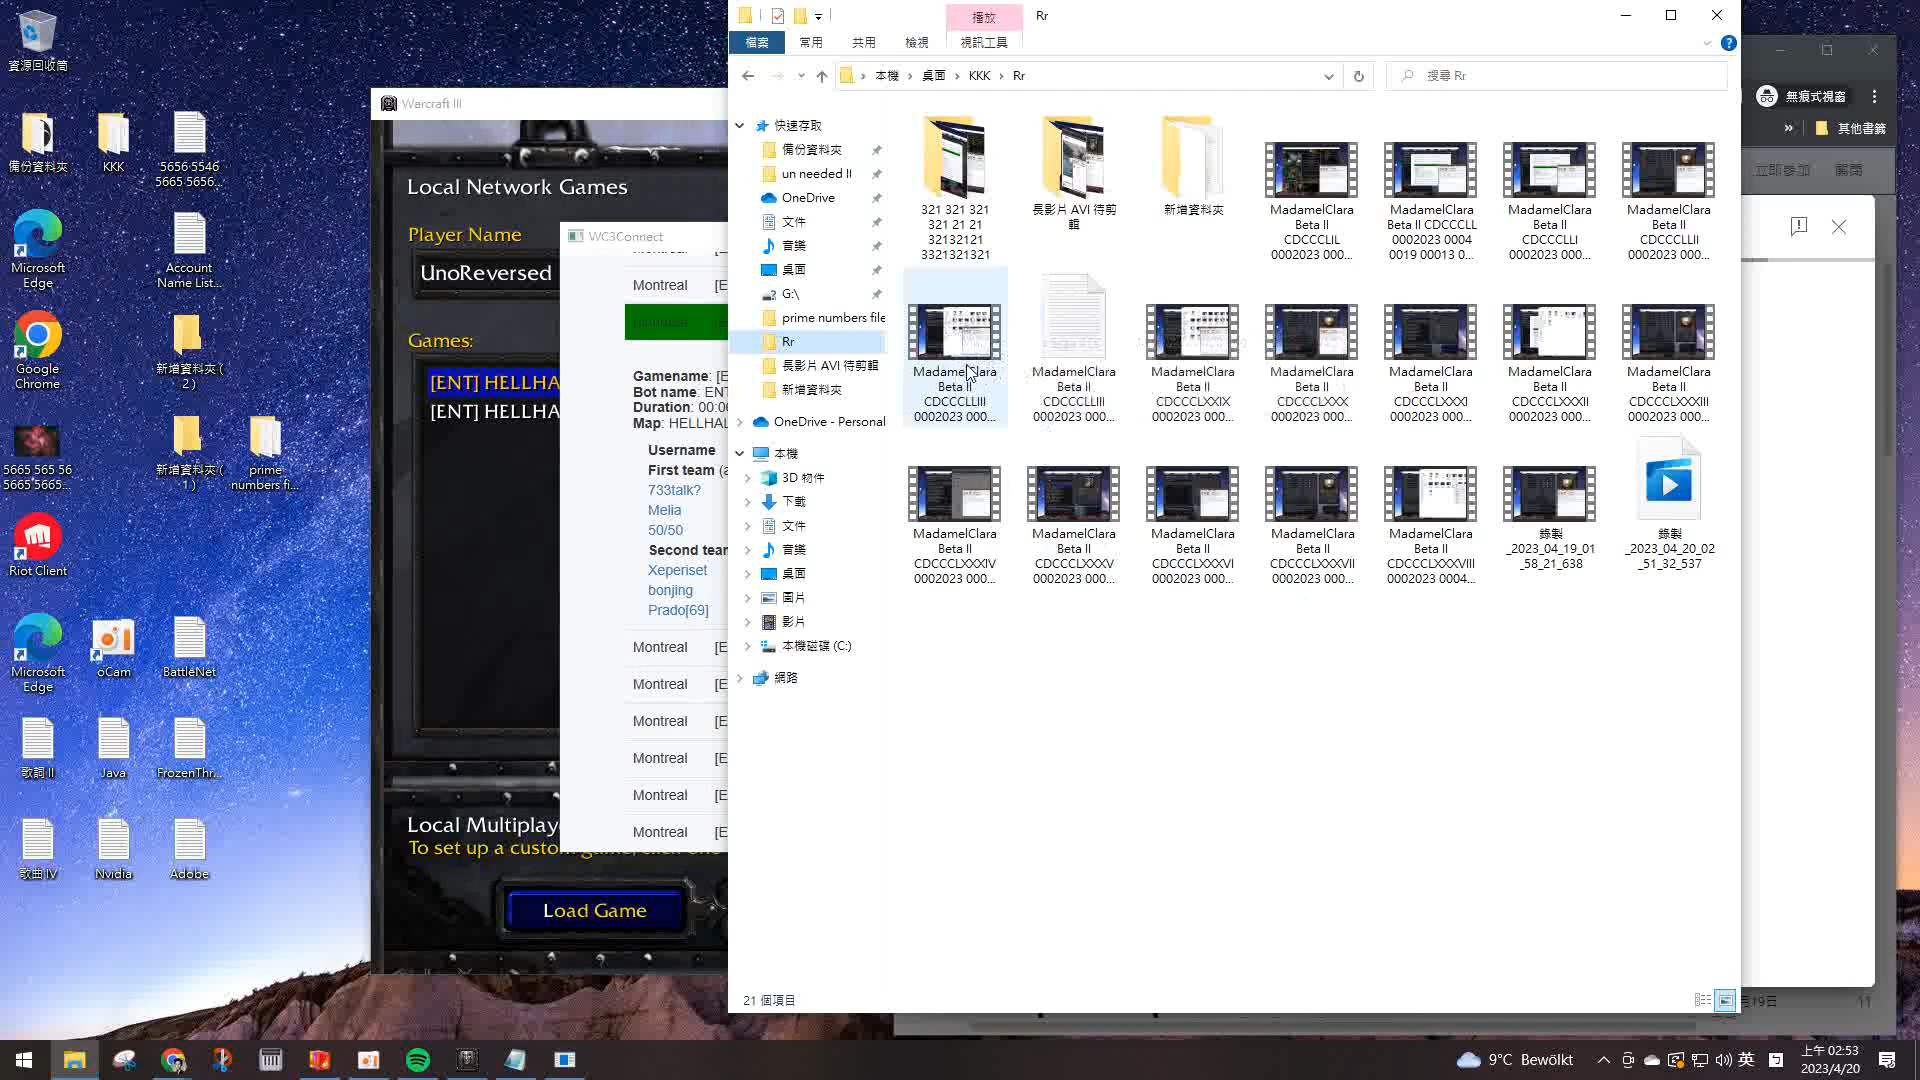 資源回收筒
備份資料夾
KKK
5656 5546
5665 5656...
Microsoft
Edge
Account
Name List...
Google
Chrome
新增資料夾 (
2 )
5665 565 56
5665 5665...
新增資料夾 (
1 )
prime
numbers fi...
Riot Client
Microsoft
Edge
oCam
BattleNet
歌詞 II
Java
FrozenThr...
歌曲 IV
Nvidia
Adobe
Warcraft III
Local Network Games
Player Name
UnoReversed
Games:
[ENT] HELLHA
[ENT] HELLHA
Local Multiplaye
To set up a custom game, click one
Load Game
WC3Connect
Montreal [E
Montreal
Gamename: [E
Bot name: ENT
Duration: 00:0
Map: HELLHAL
Username
First team (a
733talk?
Melia
50/50
Second tear
Xeperiset
bonjing
Prado[69]
Montreal [E
Montreal [E
Montreal [E
Montreal [E
Montreal [E
Montreal [E
播放
Rr
檔案
常用
共用
檢視
視訊工具
本機 › 桌面 › KKK › Rr
搜尋 Rr
快速存取
備份資料夾
un needed II
OneDrive
文件
音樂
桌面
G:\
prime numbers file
Rr
長影片 AVI 待剪輯
新增資料夾
OneDrive - Personal
本機
3D 物件
下載
文件
音樂
桌面
圖片
影片
本機磁碟 (C:)
網路
321 321 321
321 21 21
32132121
3321321321
長影片 AVI 待剪
輯
新增資料夾
MadamelClara
Beta II
CDCCCLIL
0002023 000...
MadamelClara
Beta II CDCCCLL
0002023 0004
0019 00013 0...
MadamelClara
Beta II
CDCCCLLI
0002023 000...
MadamelClara
Beta II
CDCCCLLII
0002023 000...
MadamelClara
Beta II
CDCCCLLIII
0002023 000...
MadamelClara
Beta II
CDCCCLLIII
0002023 000...
MadamelClara
Beta II
CDCCCLXXIX
0002023 000...
MadamelClara
Beta II
CDCCCLXXX
0002023 000...
MadamelClara
Beta II
CDCCCLXXXI
0002023 000...
MadamelClara
Beta II
CDCCCLXXXII
0002023 000...
MadamelClara
Beta II
CDCCCLXXXIII
0002023 000...
MadamelClara
Beta II
CDCCCLXXXIV
0002023 000...
MadamelClara
Beta II
CDCCCLXXXV
0002023 000...
MadamelClara
Beta II
CDCCCLXXXVI
0002023 000...
MadamelClara
Beta II
CDCCCLXXXVII
0002023 000...
MadamelClara
Beta II
CDCCCLXXXVIII
0002023 0004...
錄製
_2023_04_19_01
_58_21_638
錄製
_2023_04_20_02
_51_32_537
21 個項目
無痕式視窗
其他書籤
立即參加
月19日
11
9°C Bewölkt
英
上午 02:53
2023/4/20